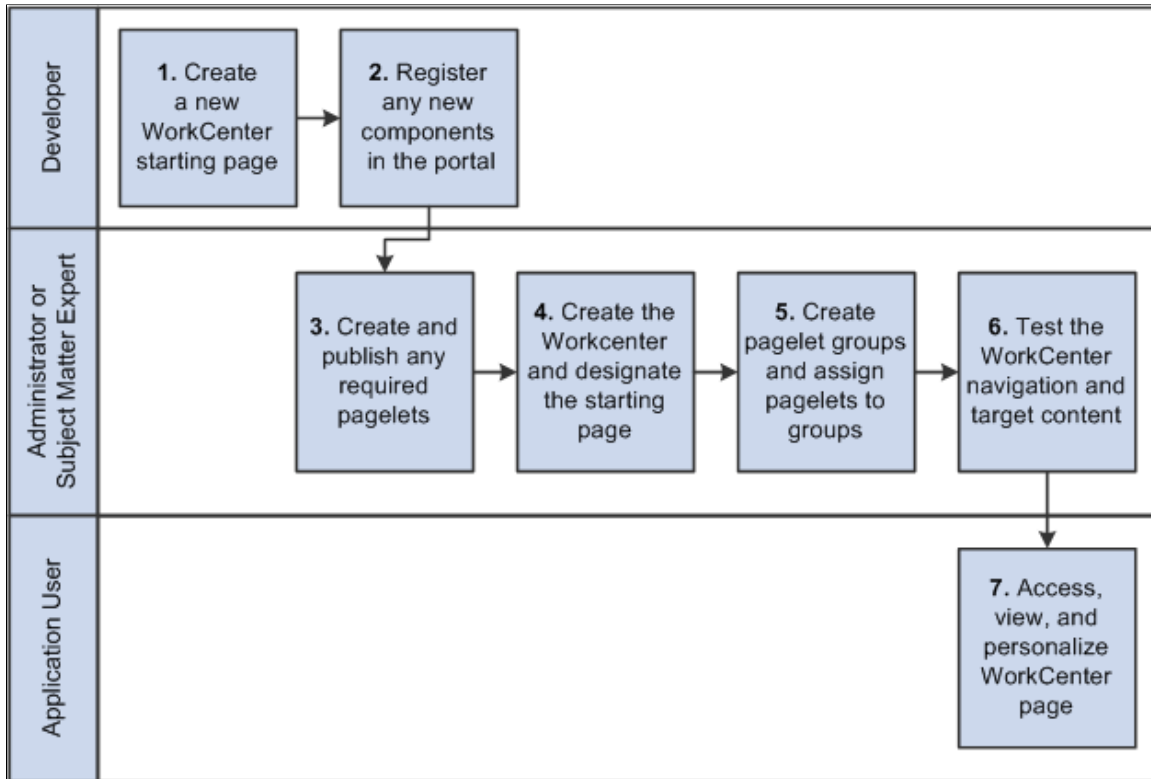 Developer
1. Create
a new
WorkCenter
starting page
2. Register
any new
components
in the portal
Administrator or
Subject Matter Expert
3. Create and
publish any
required
pagelets
4. Create the
Workcenter
and designate
the starting
page
5. Create
pagelet groups
and assign
pagelets to
groups
6. Test the
WorkCenter
navigation and
target content
Application User
7. Access,
view, and
personalize
WorkCenter
page